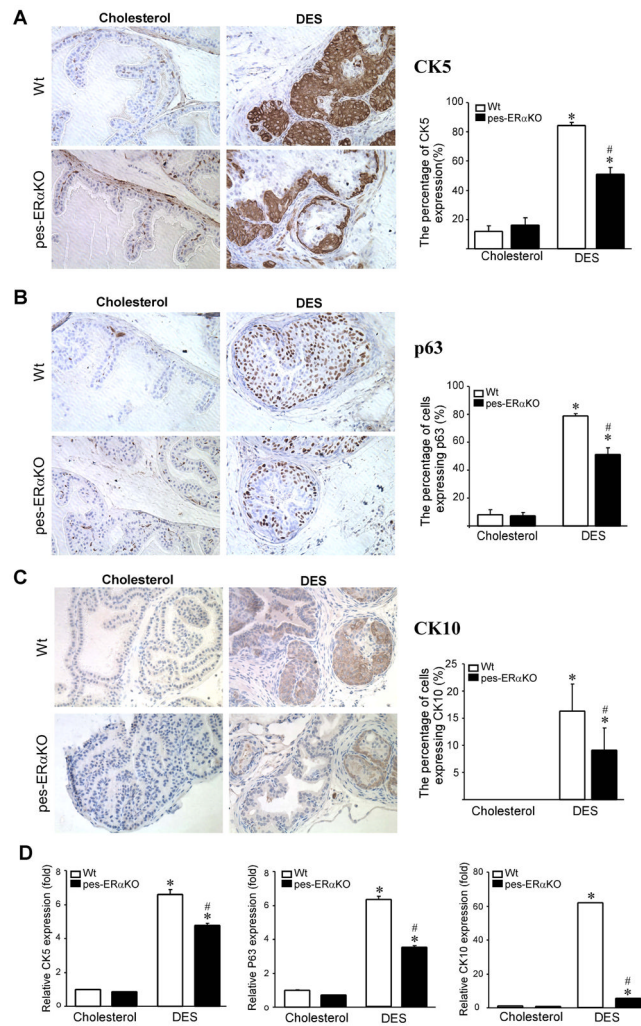 A
Cholesterol
DES
Wt
pes-ERαKO
CK5
The percentage of CK5
expression(%)
100
80
60
40
20
Wt
pes-ERαKO
*
#
*
Cholesterol
DES
B
Cholesterol
DES
Wt
pes-ERαKO
p63
The percentage of cells
expressing p63 (%)
100
80
60
40
20
Wt
pes-ERαKO
*
#
*
Cholesterol
DES
C
Cholesterol
DES
Wt
pes-ERαKO
CK10
The percentage of cells
expressing CK10 (%)
25
20
15
10
5
Wt
pes-ERαKO
*
#
*
Cholesterol
DES
D
Relative CK5 expression (fold)
8
6
4
2
0
Wt
pes-ERαKO
*
#
*
Cholesterol
DES
Relative P63 expression (fold)
8
6
4
2
0
Wt
pes-ERαKO
*
#
*
Cholesterol
DES
Relative CK10 expression (fold)
80
60
40
20
0
Wt
pes-ERαKO
*
#
*
Cholesterol
DES